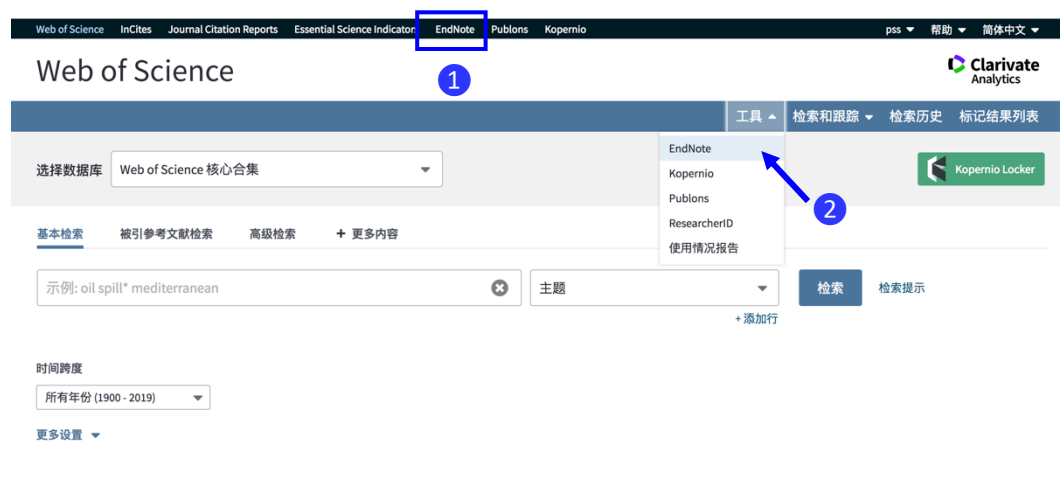 Web of Science InCites Journal Citation Reports Essential Science Indicators EndNote Publons Kopernio pss 帮助 简体中文
Web of Science
Clarivate
Analytics
1
工具 检索和跟踪 检索历史 标记结果列表
选择数据库 Web of Science 核心合集
EndNote
Kopernio
Publons
ResearcherID
使用情况报告
2
Kopernio Locker
基本检索 被引参考文献检索 高级检索 + 更多内容
示例: oil spill* mediterranean 主题 检索 检索提示
+ 添加行
时间跨度
所有年份 (1900 - 2019)
更多设置